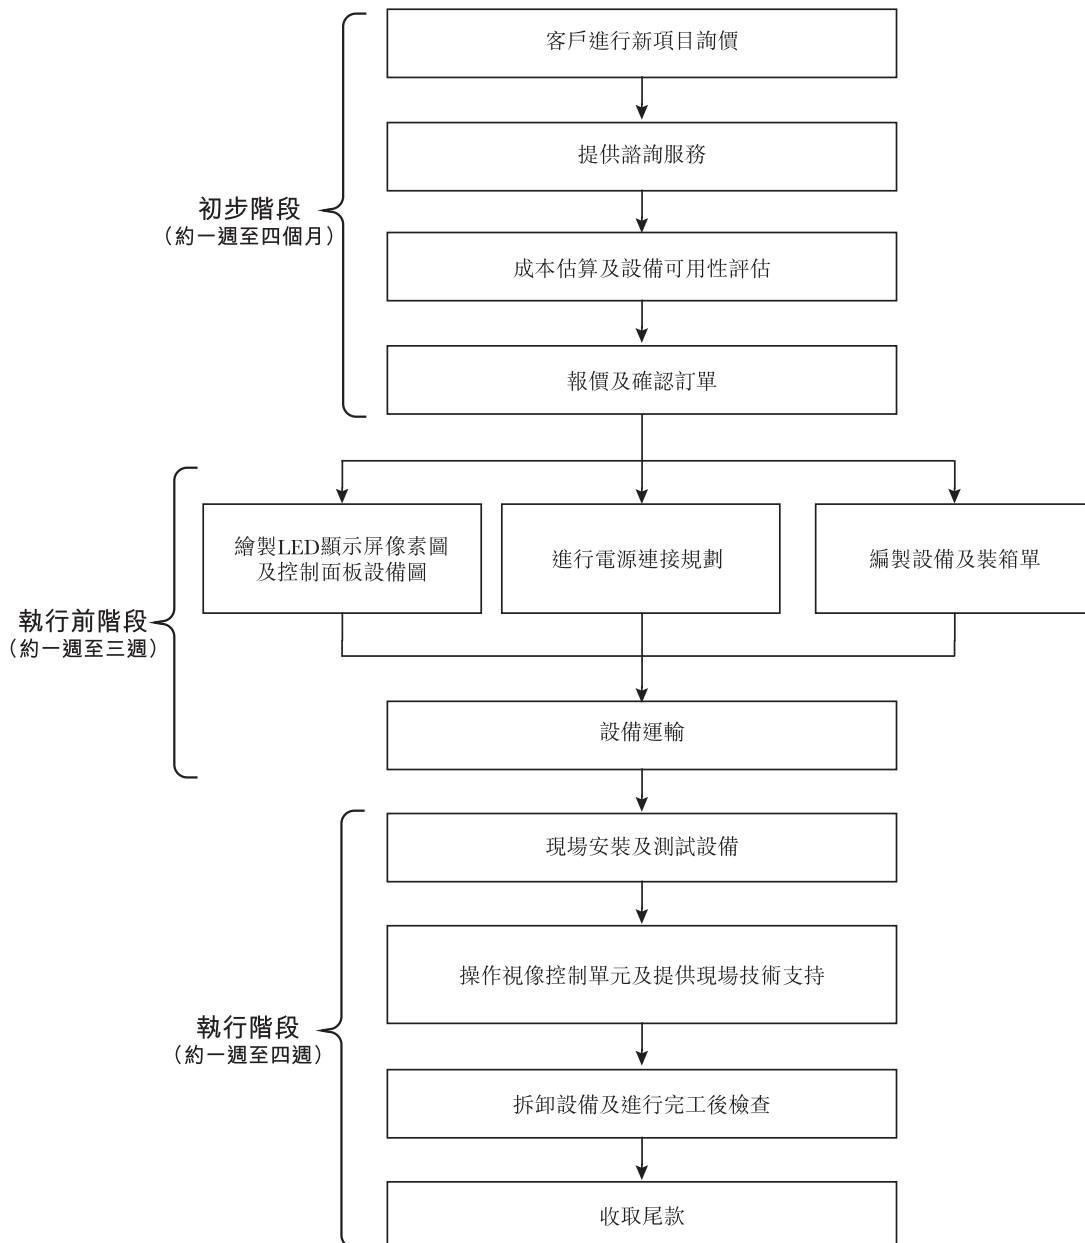 客戶進行新項目詢價
提供諮詢服務
初步階段
（約一週至四個月）
成本估算及設備可用性評估
報價及確認訂單
繪製LED顯示屏像素圖
及控制面板設備圖
進行電源連接規劃
編製設備及裝箱單
執行前階段
（約一週至三週）
設備運輸
現場安裝及測試設備
操作視像控制單元及提供現場技術支持
執行階段
（約一週至四週）
拆卸設備及進行完工後檢查
收取尾款